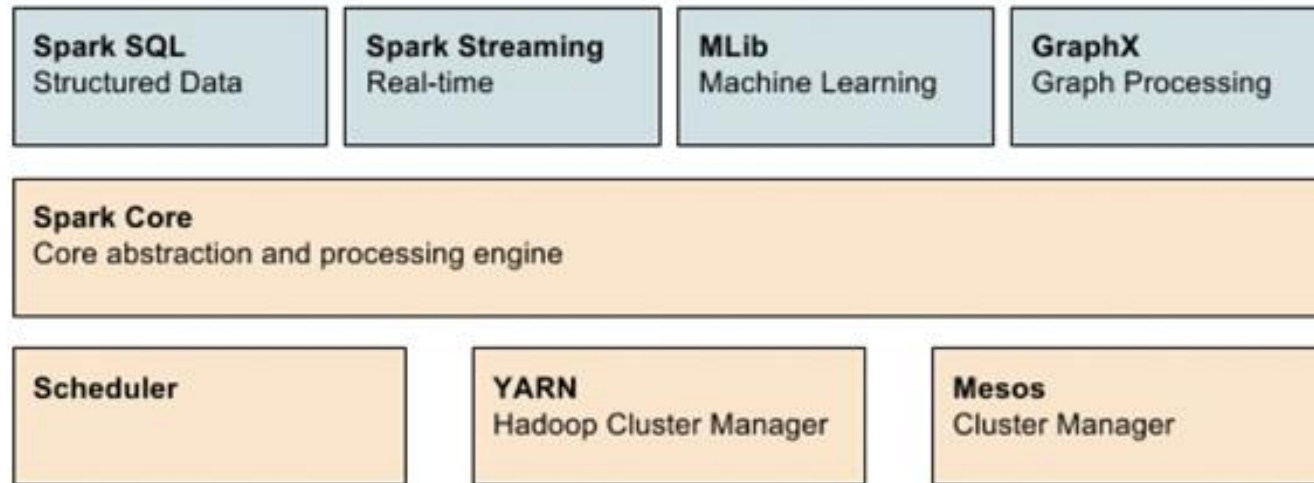 Spark SQL
Structured Data
Spark Streaming
Real-time
MLib
Machine Learning
GraphX
Graph Processing
Spark Core
Core abstraction and processing engine
Scheduler
YARN
Hadoop Cluster Manager
Mesos
Cluster Manager